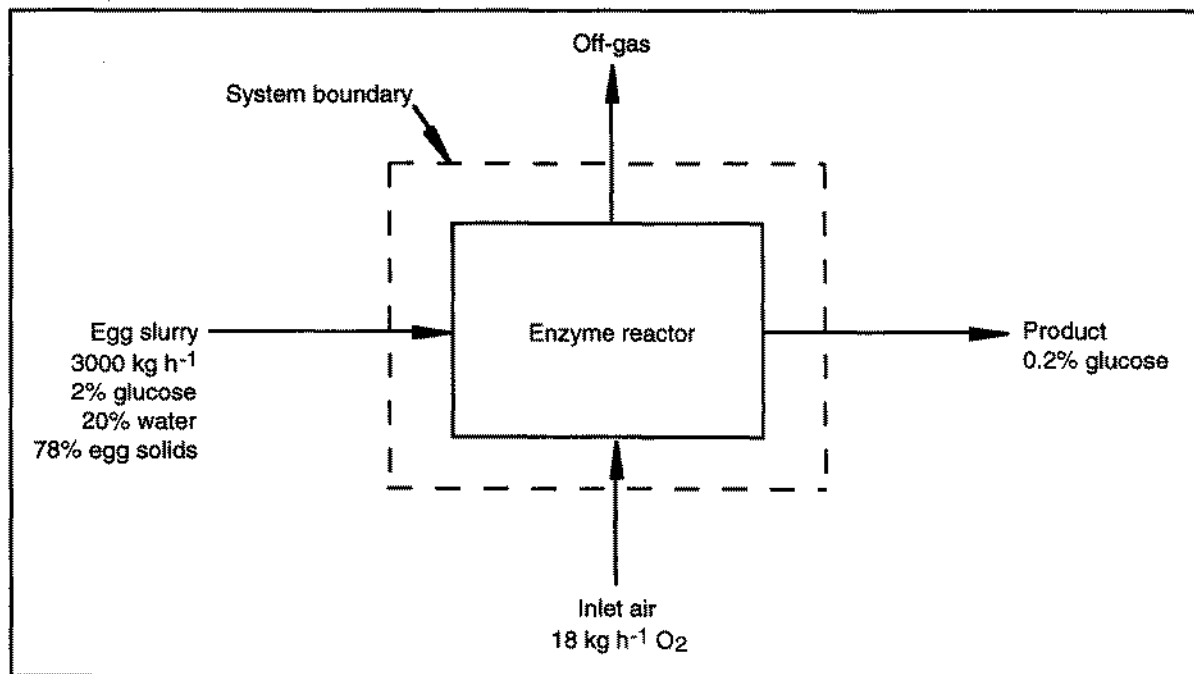 Off-gas
System boundary
Egg slurry
3000 kg h-1
2% glucose
20% water
78% egg solids
Enzyme reactor
Product
0.2% glucose
Inlet air
18 kg h-1 O2